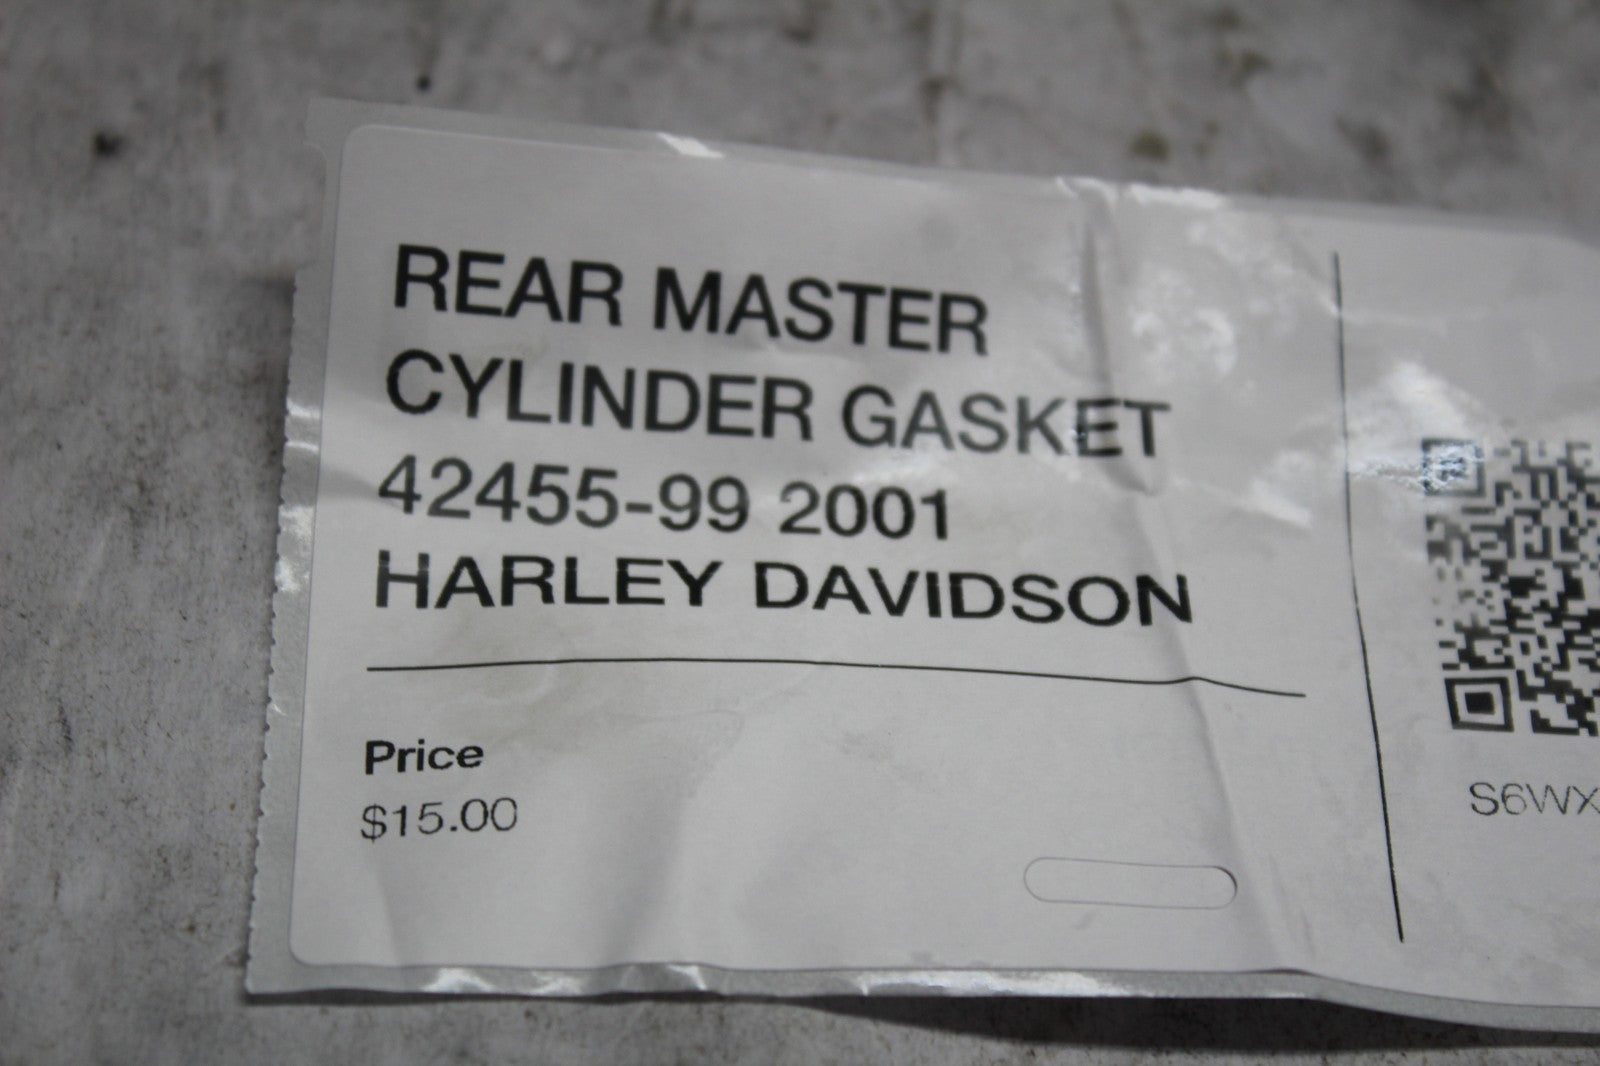 REAR MASTER
CYLINDER GASKET
42455-99 2001
HARLEY DAVIDSON
Price
$15.00
S6WX